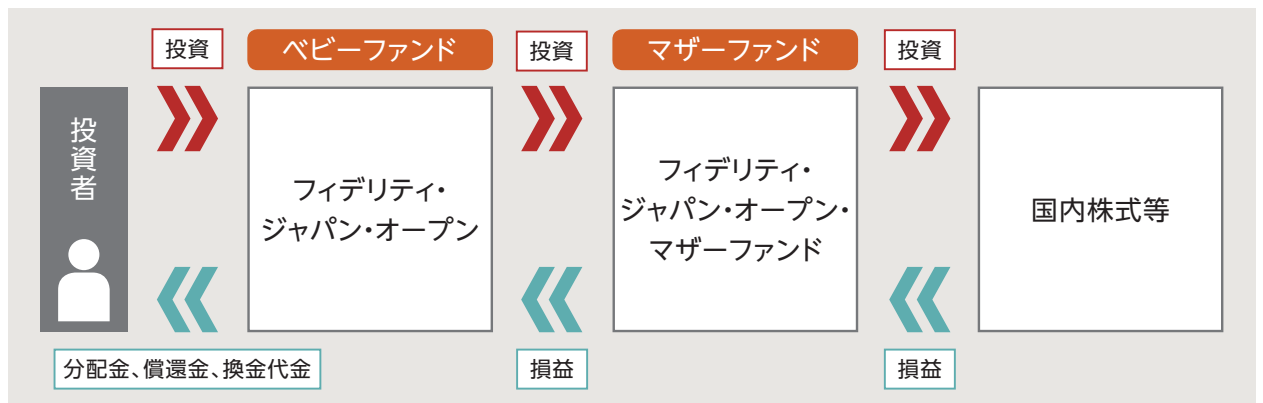 投資
ベビーファンド
投資
マザーファンド
投資
投資者
フィデリティ・
ジャパン・オープン
フィデリティ・
ジャパン・オープン・
マザーファンド
国内株式等
分配金、償還金、換金代金
損益
損益